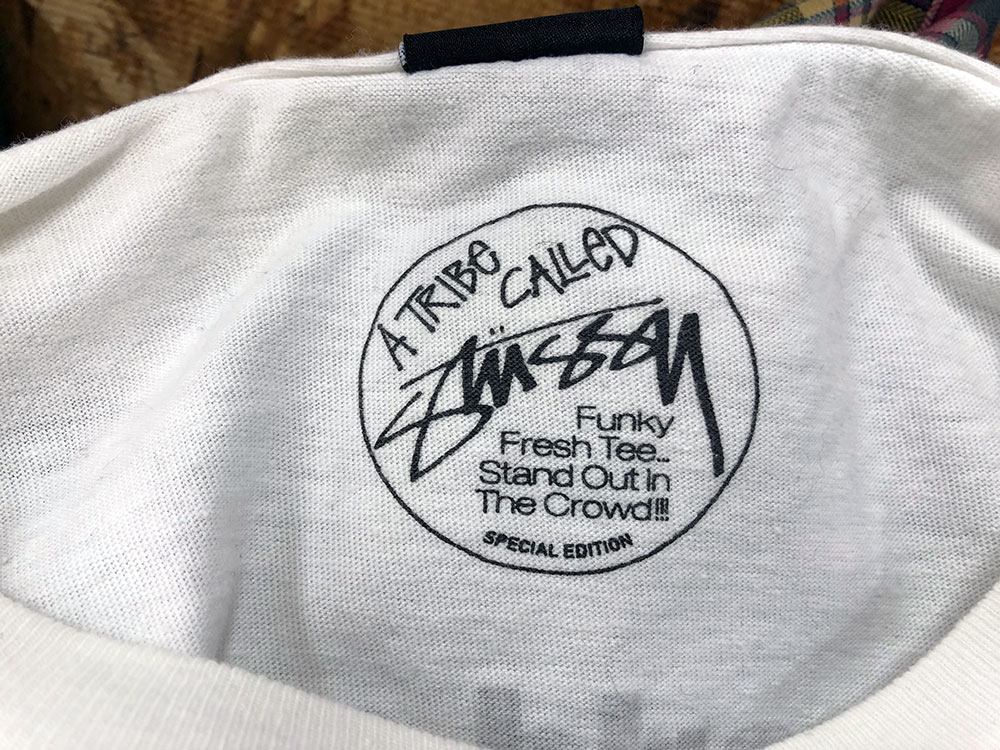 A TRIBE CALLED
Stüssy
Funky
Fresh Tee...
Stand Out In
The Crowd!!!
SPECIAL EDITION